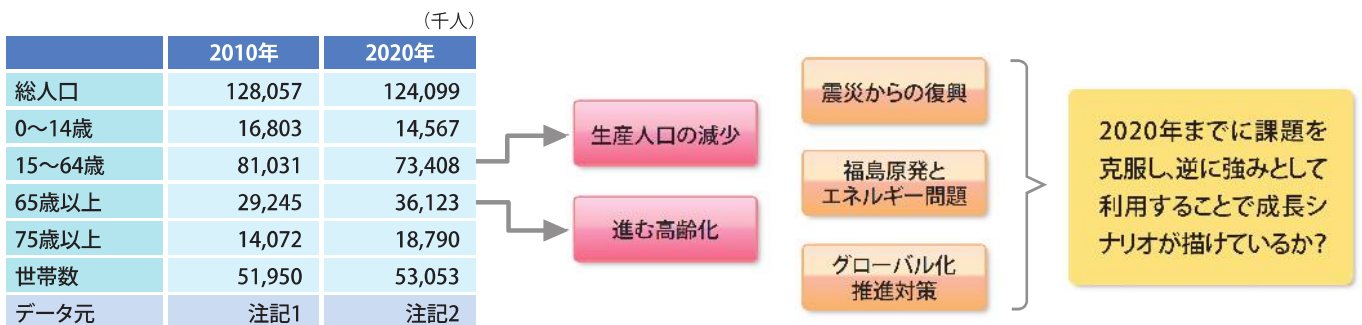 （千人）
2010年 2020年
総人口 128,057 124,099
0〜14歳 16,803 14,567
15〜64歳 81,031 73,408
65歳以上 29,245 36,123
75歳以上 14,072 18,790
世帯数 51,950 53,053
データ元 注記1 注記2
生産人口の減少
進む高齢化
震災からの復興
福島原発と
エネルギー問題
グローバル化
推進対策
2020年までに課題を
克服し、逆に強みとして
利用することで成長シ
ナリオが描けているか?